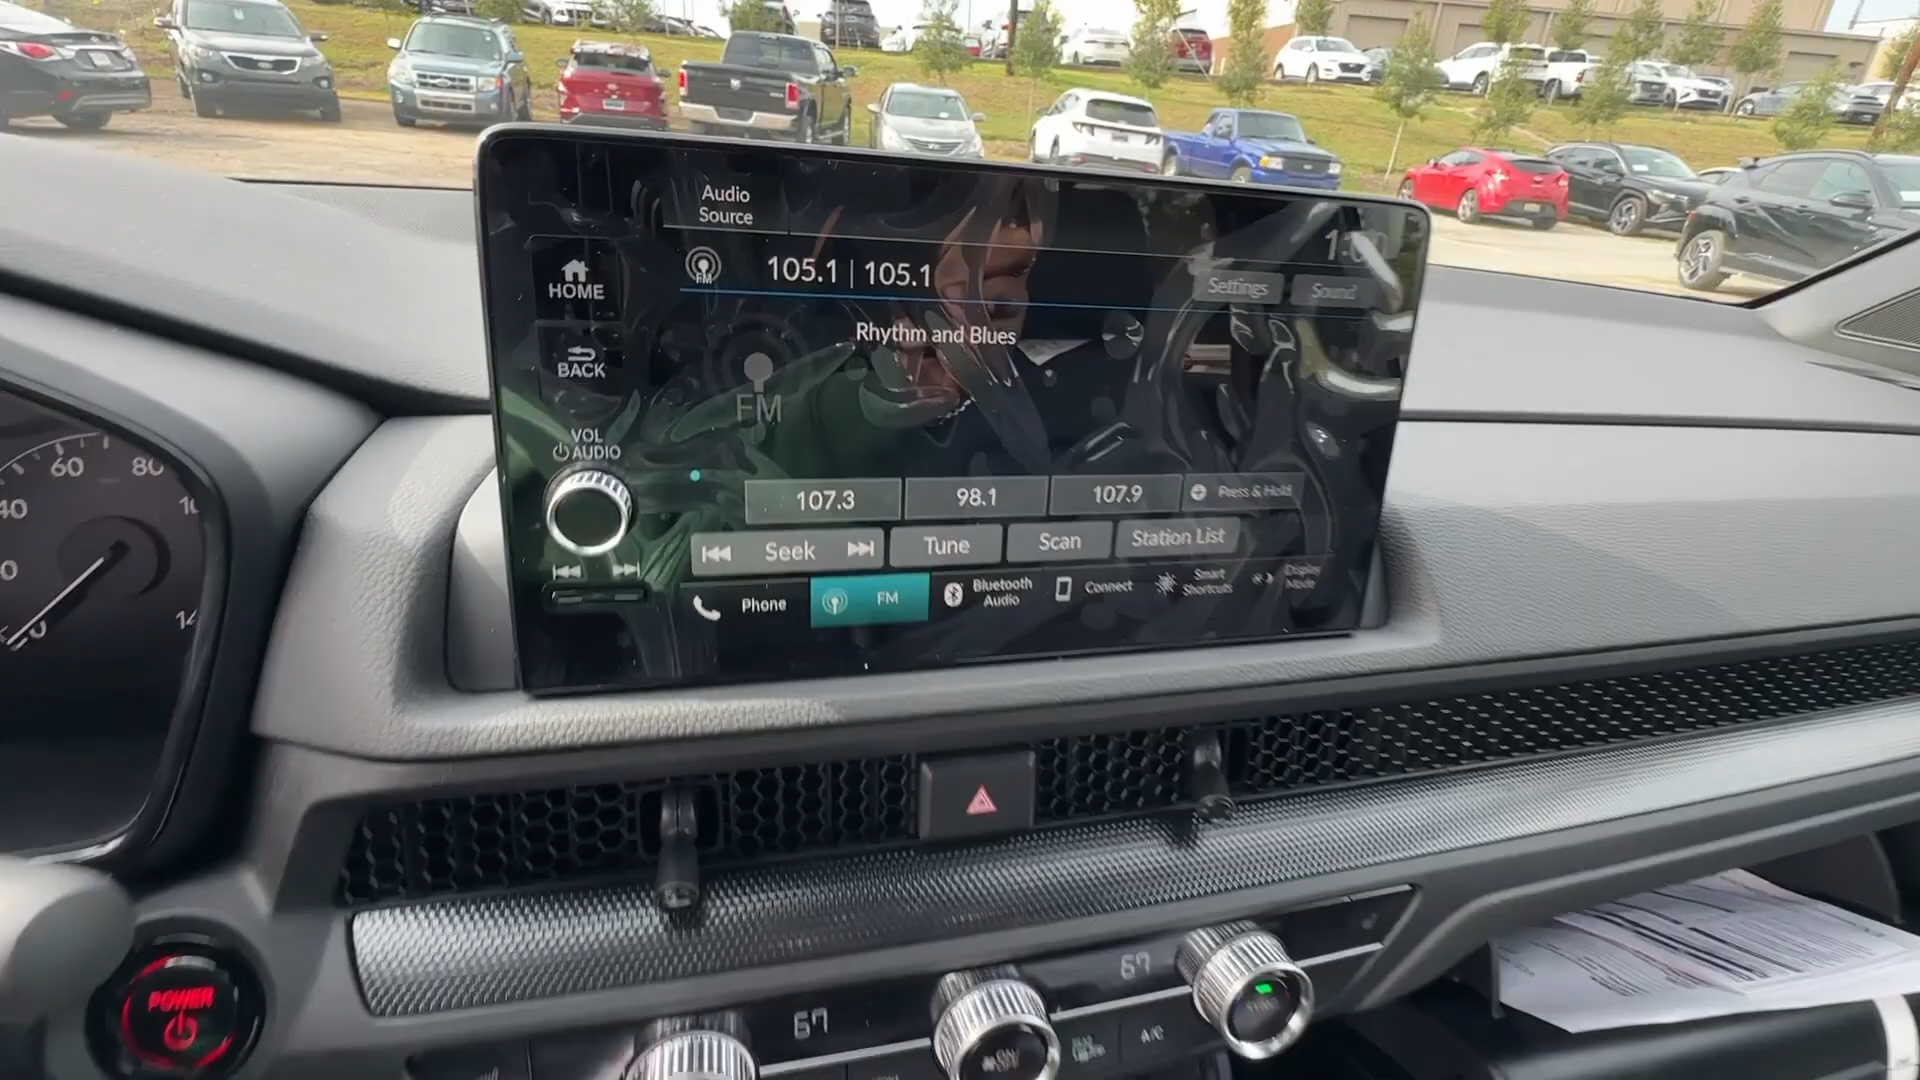 Audio
Source
HOME
FM
105.1 | 105.1
Settings
Sound
Rhythm and Blues
BACK
FM
VOL
AUDIO
107.3
98.1
107.9
Press & Hold
Seek
Tune
Scan
Station List
Phone
FM
Bluetooth
Audio
Connect
Smart
Shortcuts
Display
Mode
60
80
40
POWER
67
67
A/C